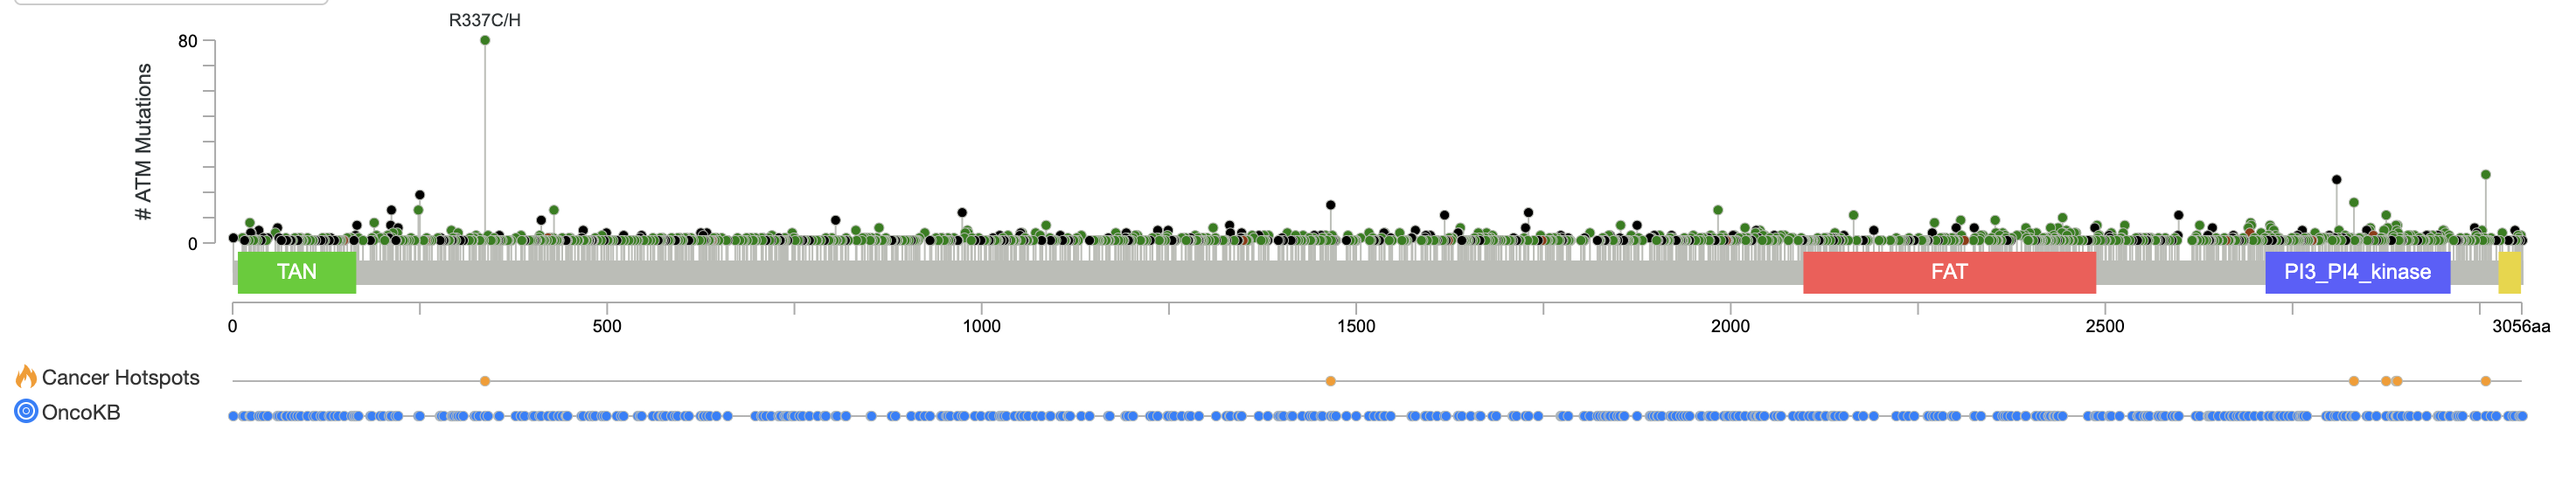 R337C/H
80
# ATM Mutations
0
TAN
FAT
PI3_PI4_kinase
0
500
1000
1500
2000
2500
3056aa
Cancer Hotspots
OncoKB